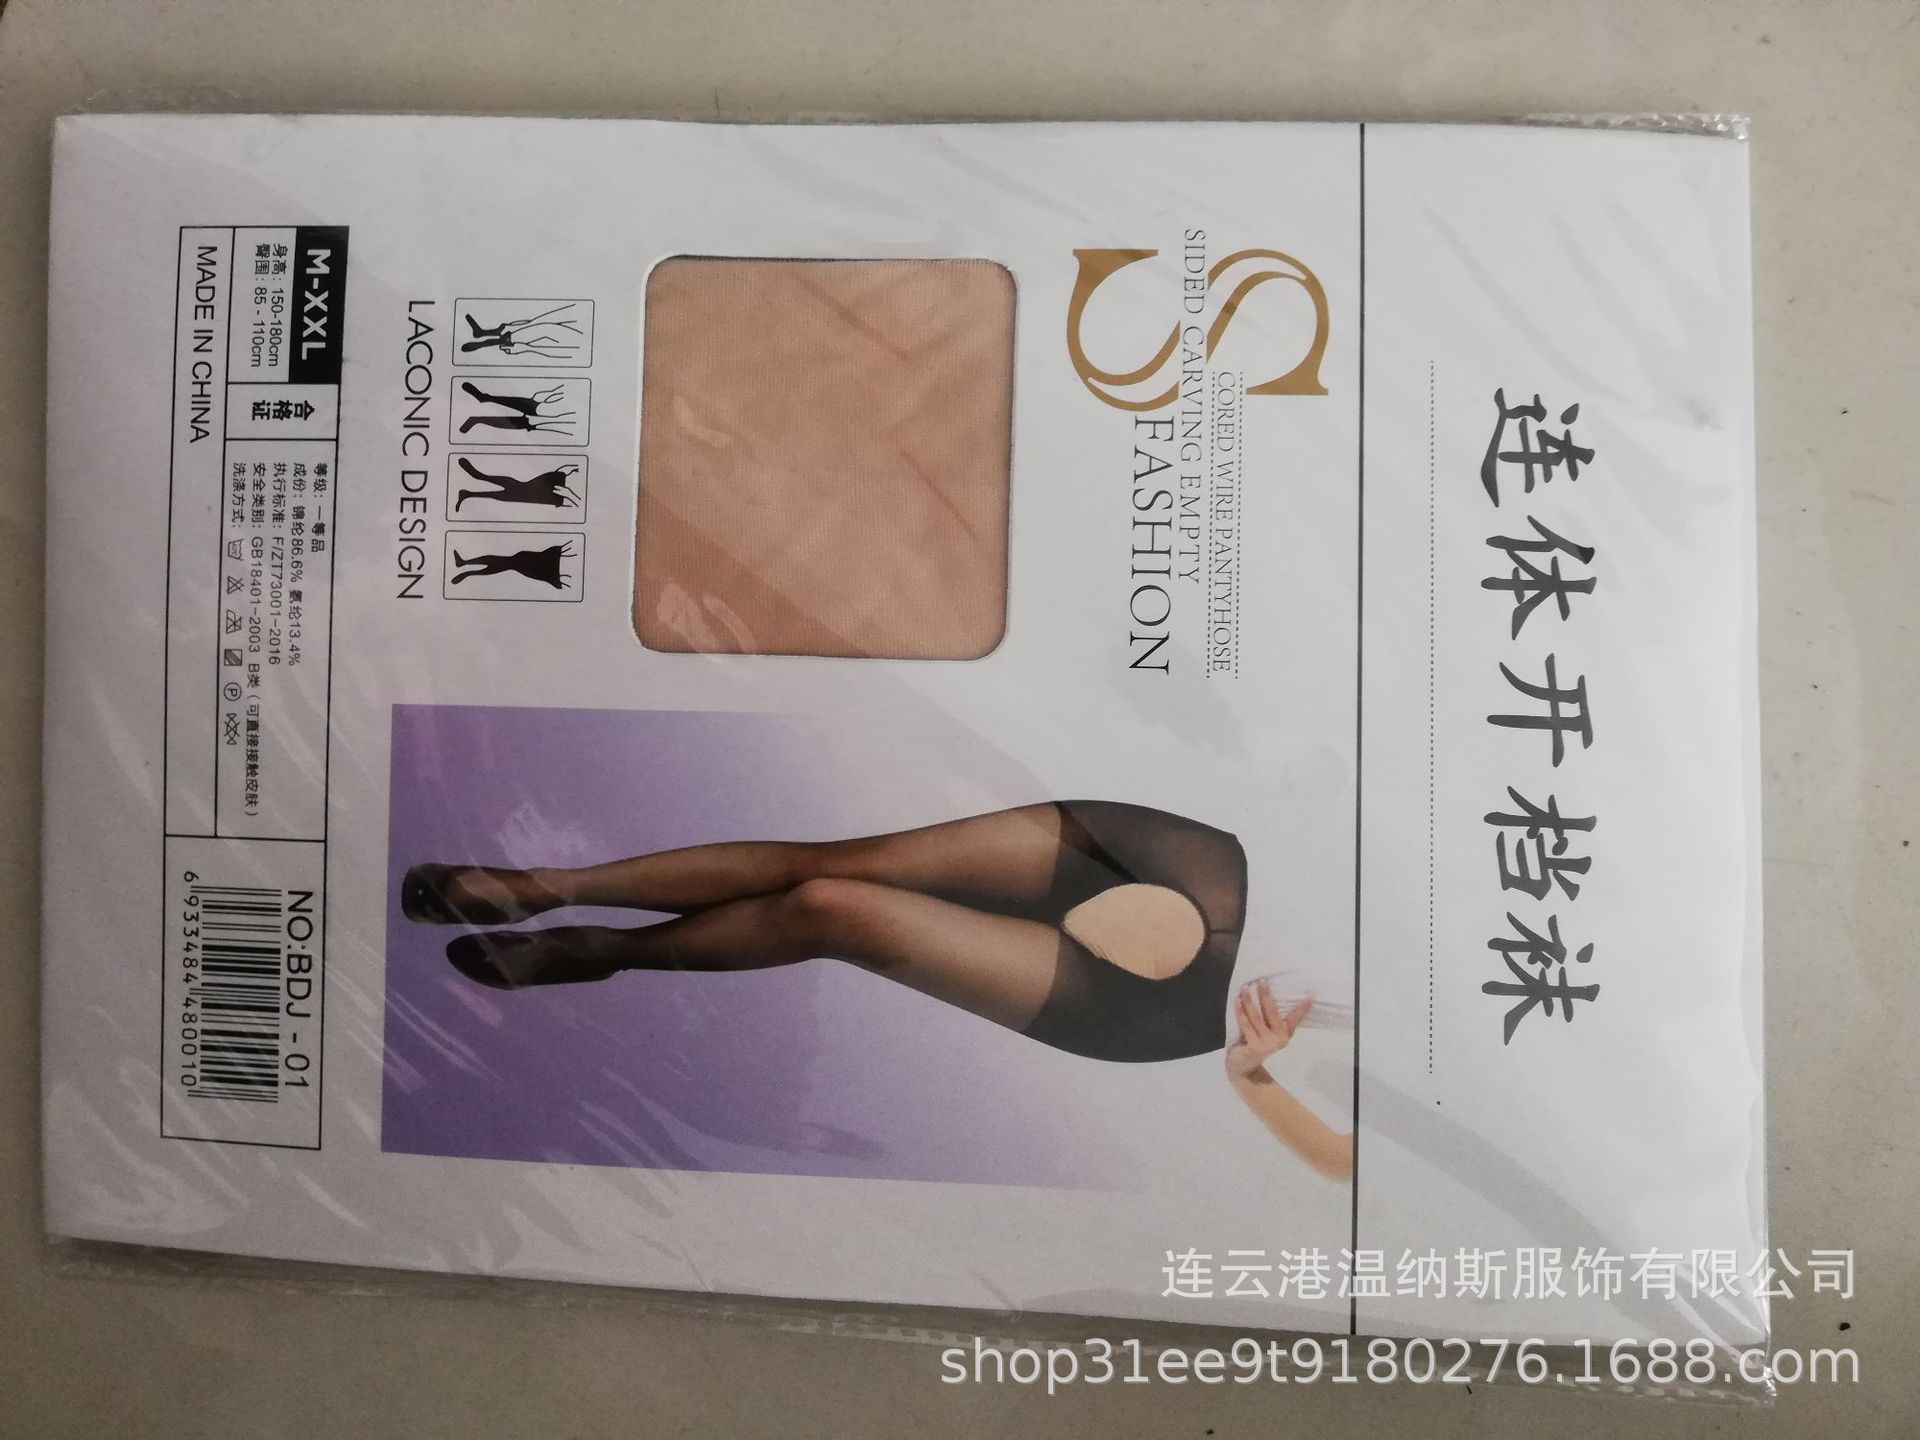 连体开档袜
CORED WIRE PANTYHOSE
SIDED CARVING EMPTY
S FASHION
LACONIC DESIGN
M-XXL
身高：150-180cm
臀围：85-110cm
合格证
等级：一等品
成份：锦纶86.6% 氨纶13.4%
执行标准：F/ZT73001-2016
安全类别：GB18401-2003 B类（可直接接触皮肤）
洗涤方式：
MADE IN CHINA
NO:BDJ-01
6 933484 480010
连云港温纳斯服饰有限公司
shop31ee9t9180276.1688.com